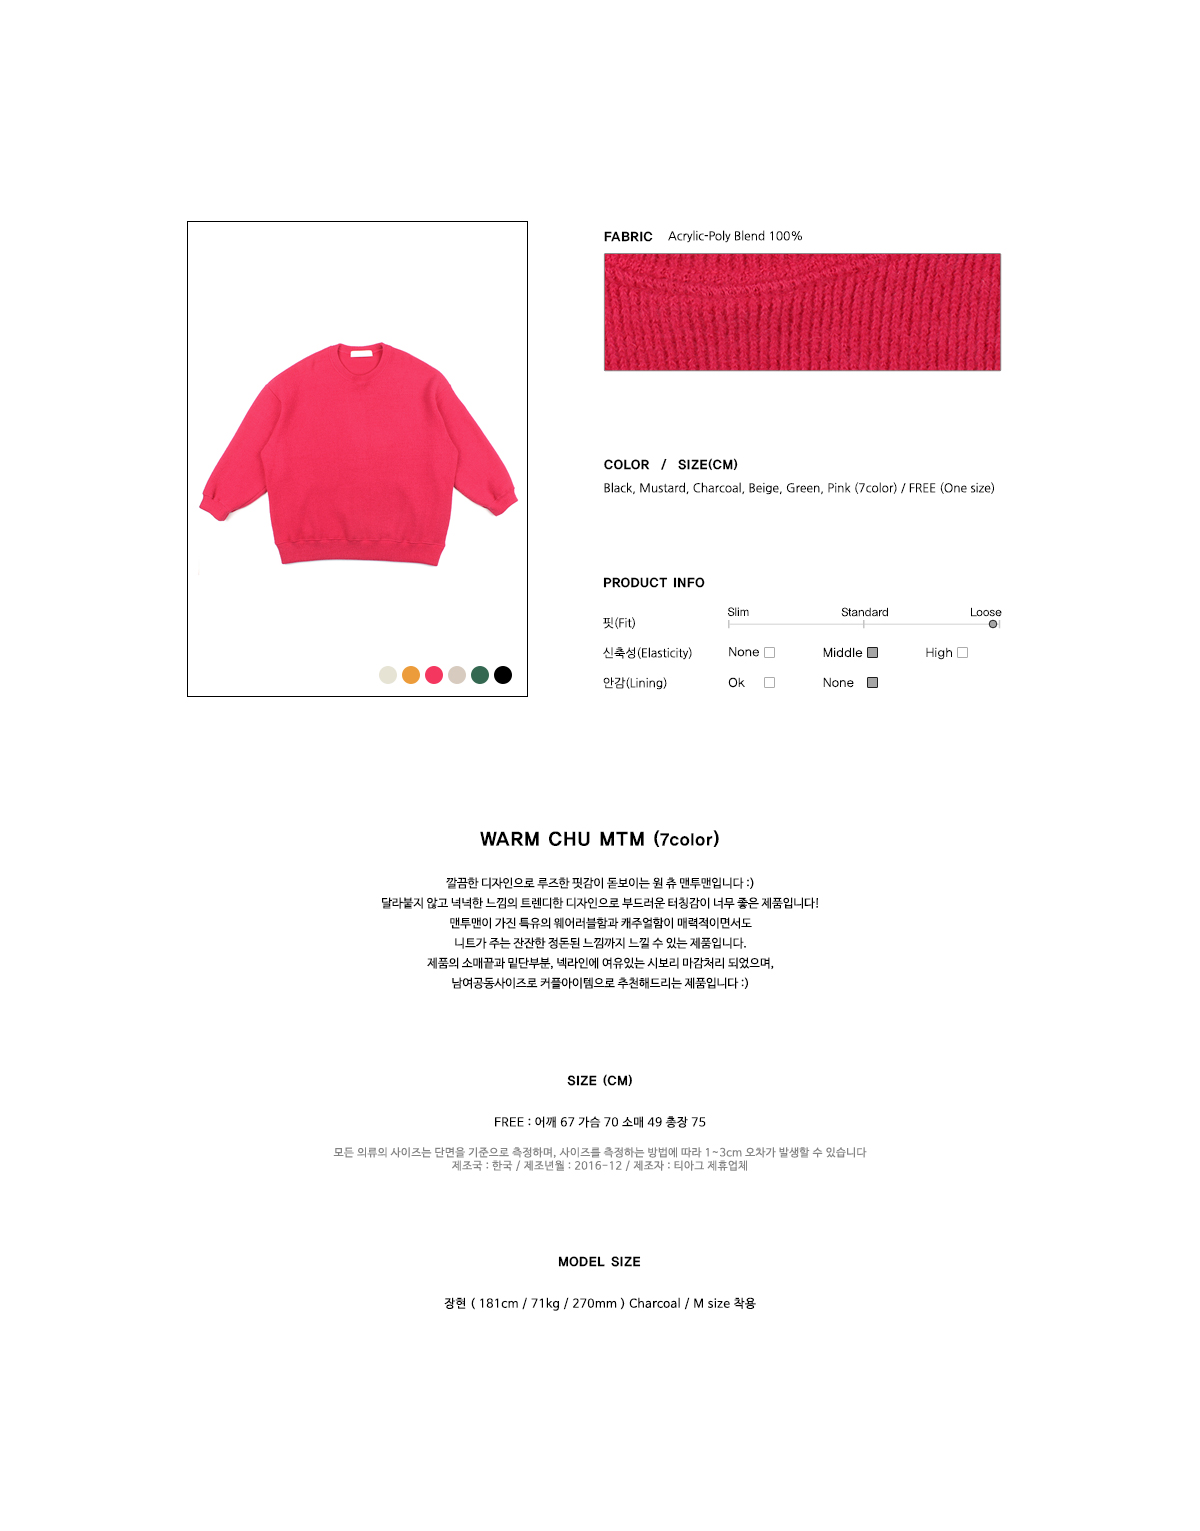 FABRIC Acrylic-Poly Blend 100%
COLOR / SIZE(CM)
Black, Mustard, Charcoal, Beige, Green, Pink (7color) / FREE (One size)
PRODUCT INFO
Slim Standard Loose
핏(Fit)
신축성(Elasticity) None Middle High
안감(Lining) Ok None
WARM CHU MTM (7color)
깔끔한 디자인으로 루즈한 핏감이 돋보이는 웜 츄 맨투맨입니다 :)
달라붙지 않고 넉넉한 느낌의 트렌디한 디자인으로 부드러운 터칭감이 너무 좋은 제품입니다!
맨투맨이 가진 특유의 웨어러블함과 캐주얼함이 매력적이면서도
니트가 주는 잔잔한 정돈된 느낌까지 느낄 수 있는 제품입니다.
제품의 소매끝과 밑단부분, 넥라인에 여유있는 시보리 마감처리 되었으며,
남여공동사이즈로 커플아이템으로 추천해드리는 제품입니다 :)
SIZE (CM)
FREE : 어깨 67 가슴 70 소매 49 총장 75
모든 의류의 사이즈는 단면을 기준으로 측정하며, 사이즈를 측정하는 방법에 따라 1~3cm 오차가 발생할 수 있습니다
제조국 : 한국 / 제조년월 : 2016-12 / 제조자 : 티아그 제휴업체
MODEL SIZE
장현 ( 181cm / 71kg / 270mm ) Charcoal / M size 착용